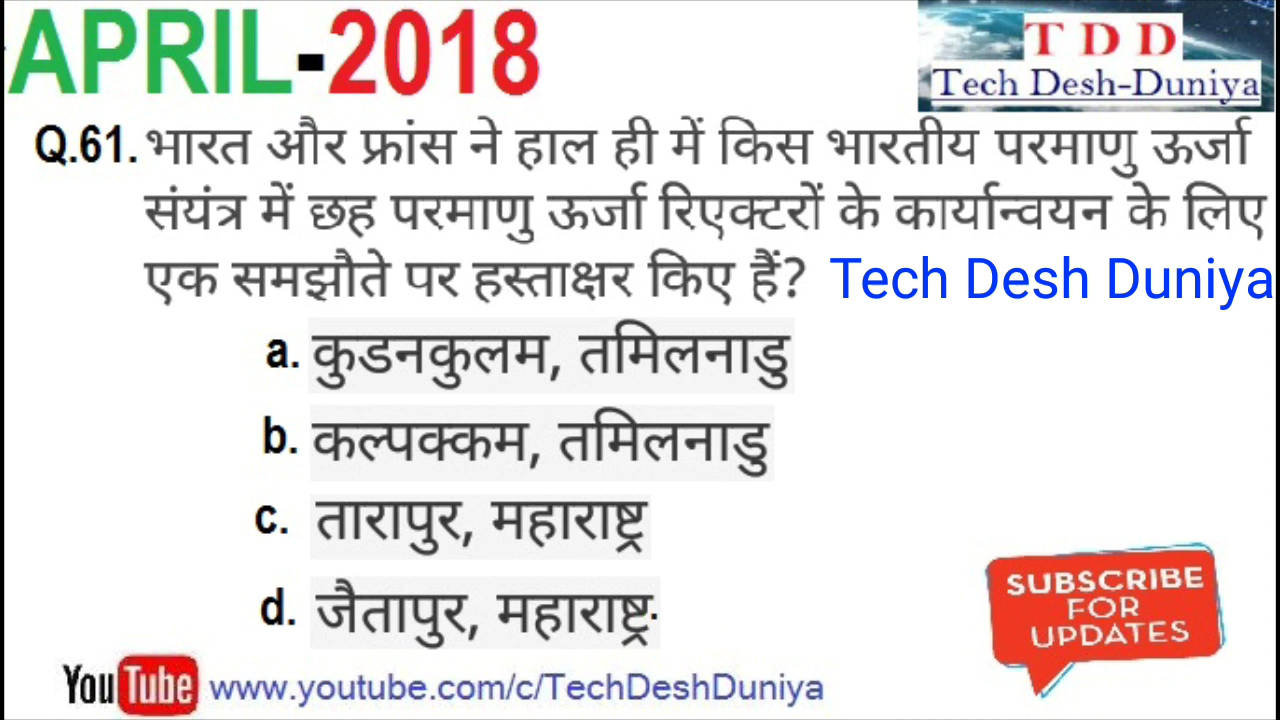 APRIL-2018
T D D
Tech Desh-Duniya
Q.61. भारत और फ्रांस ने हाल ही में किस भारतीय परमाणु ऊर्जा
संयंत्र में छह परमाणु ऊर्जा रिएक्टरों के कार्यान्वयन के लिए
एक समझौते पर हस्ताक्षर किए हैं? Tech Desh Duniya
a. कुडनकुलम, तमिलनाडु
b. कल्पक्कम, तमिलनाडु
c. तारापुर, महाराष्ट्र
d. जैतापुर, महाराष्ट्र.
SUBSCRIBE
FOR
UPDATES
YouTube www.youtube.com/c/TechDeshDuniya